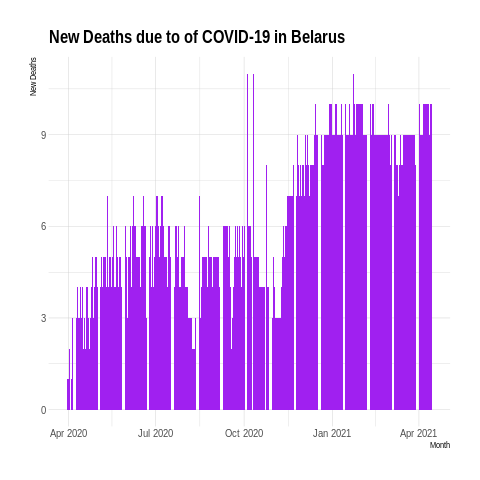 New Deaths due to of COVID-19 in Belarus
New Deaths
9
6
3
0
Apr 2020 Jul 2020 Oct 2020 Jan 2021 Apr 2021
Month